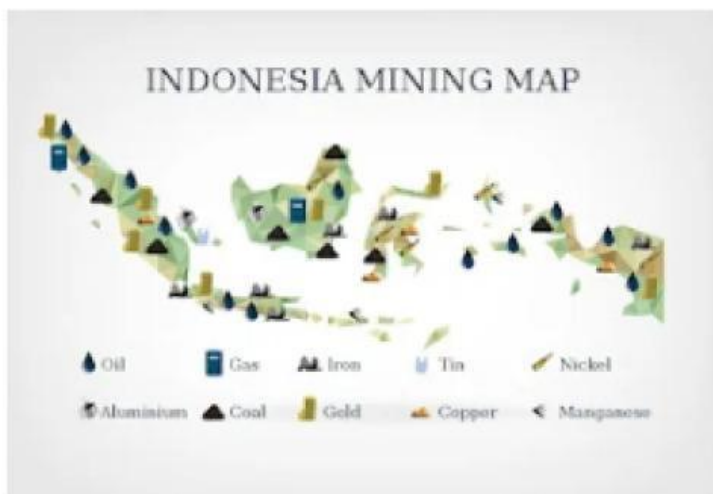 INDONESIA MINING MAP
Oil Gas Iron Tin Nickel
Aluminium Coal Gold Copper Manganese